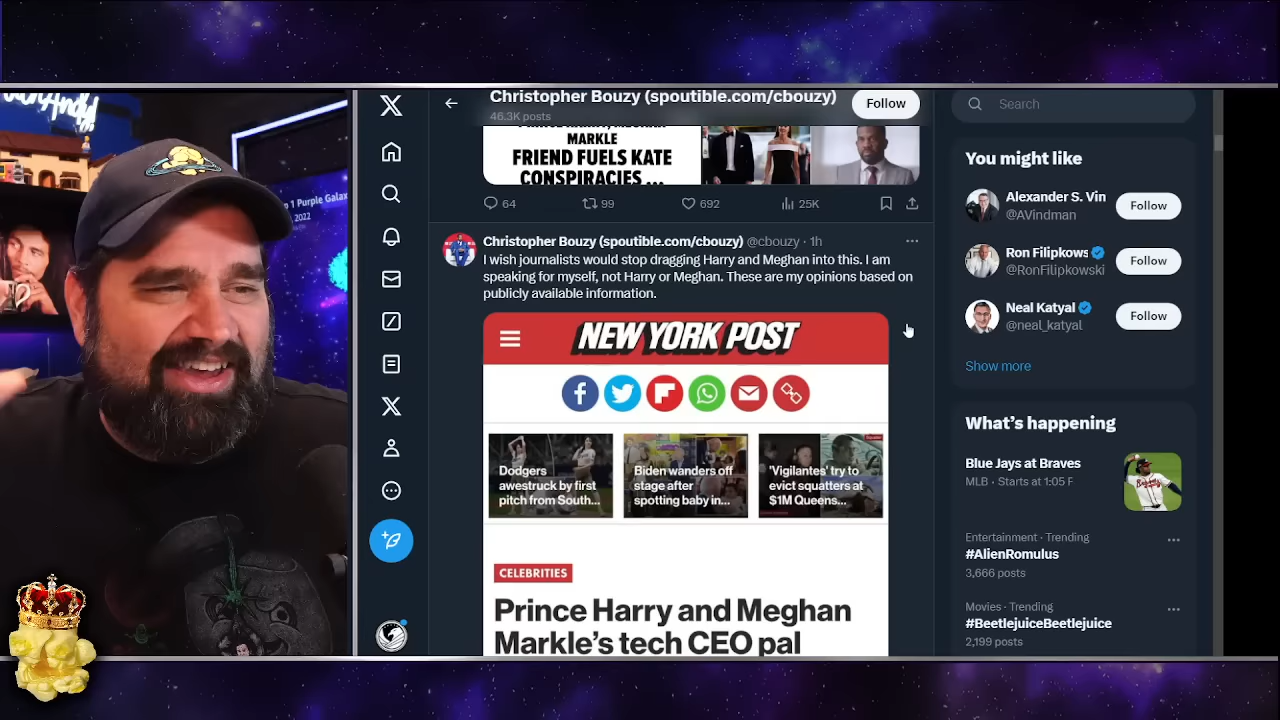 p 1 Purple Galax
2022
Christopher Bouzy (spoutible.com/cbouzy)
46.3K posts
Follow
MARKLE
FRIEND FUELS KATE
CONSPIRACIES ...
64
99
692
25K
Christopher Bouzy (spoutible.com/cbouzy) @cbouzy · 1h
I wish journalists would stop dragging Harry and Meghan into this. I am
speaking for myself, not Harry or Meghan. These are my opinions based on
publicly available information.
NEW YORK POST
Dodgers
awestruck by first
pitch from South...
Biden wanders off
stage after
spotting baby in...
'Vigilantes' try to
evict squatters at
$1M Queens...
CELEBRITIES
Prince Harry and Meghan
Markle's tech CEO pal
Search
You might like
Alexander S. Vin
@AVindman
Follow
Ron Filipkows
@RonFilipkowski
Follow
Neal Katyal
@neal_katyal
Follow
Show more
What's happening
Blue Jays at Braves
MLB · Starts at 1:05 P
Entertainment · Trending
#AlienRomulus
3,666 posts
Movies · Trending
#BeetlejuiceBeetlejuice
2,199 posts